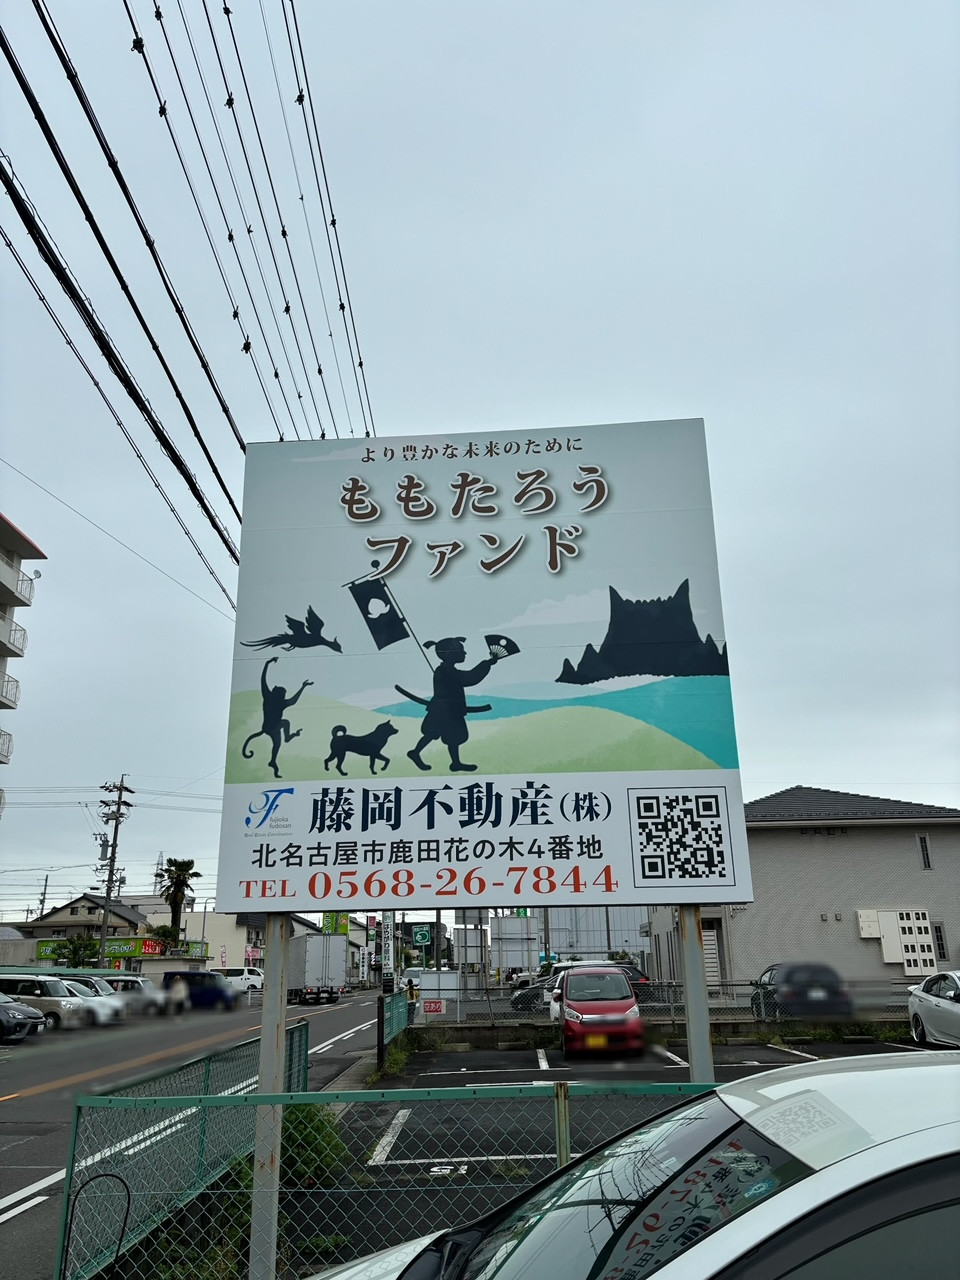 より豊かな未来のために
ももたろう
ファンド
fujioka
fudosan
藤岡不動産(株)
北名古屋市鹿田花の木4番地
TEL 0568-26-7844